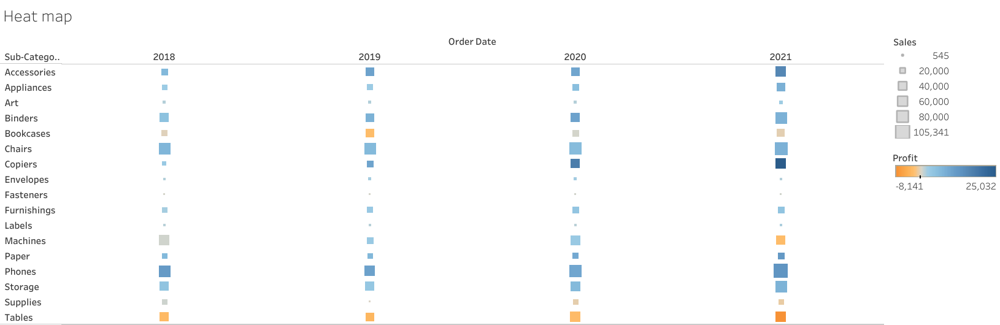 Heat map
Order Date
Sub-Catego.. 2018 2019 2020 2021
Accessories
Appliances
Art
Binders
Bookcases
Chairs
Copiers
Envelopes
Fasteners
Furnishings
Labels
Machines
Paper
Phones
Storage
Supplies
Tables
Sales
545
20,000
40,000
60,000
80,000
105,341
Profit
-8,141 25,032